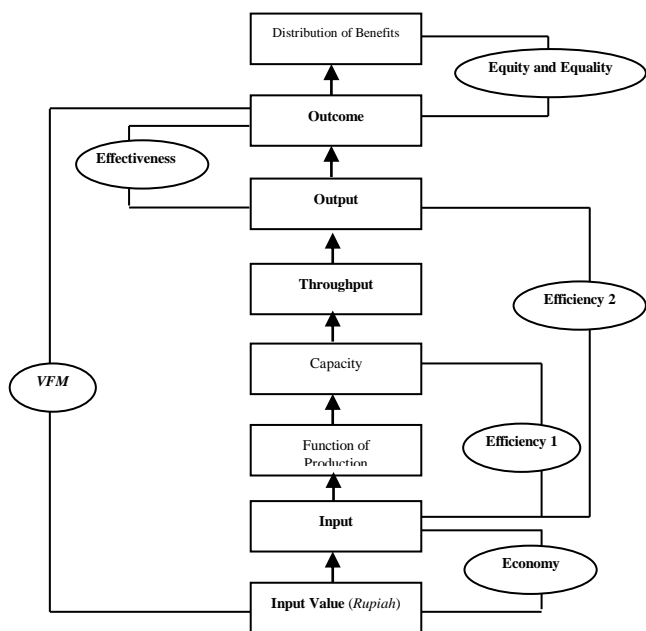 Distribution of Benefits
Equity and Equality
Outcome
Effectiveness
Output
Throughput
Efficiency 2
Capacity
VFM
Function of
Production
Efficiency 1
Input
Economy
Input Value (Rupiah)